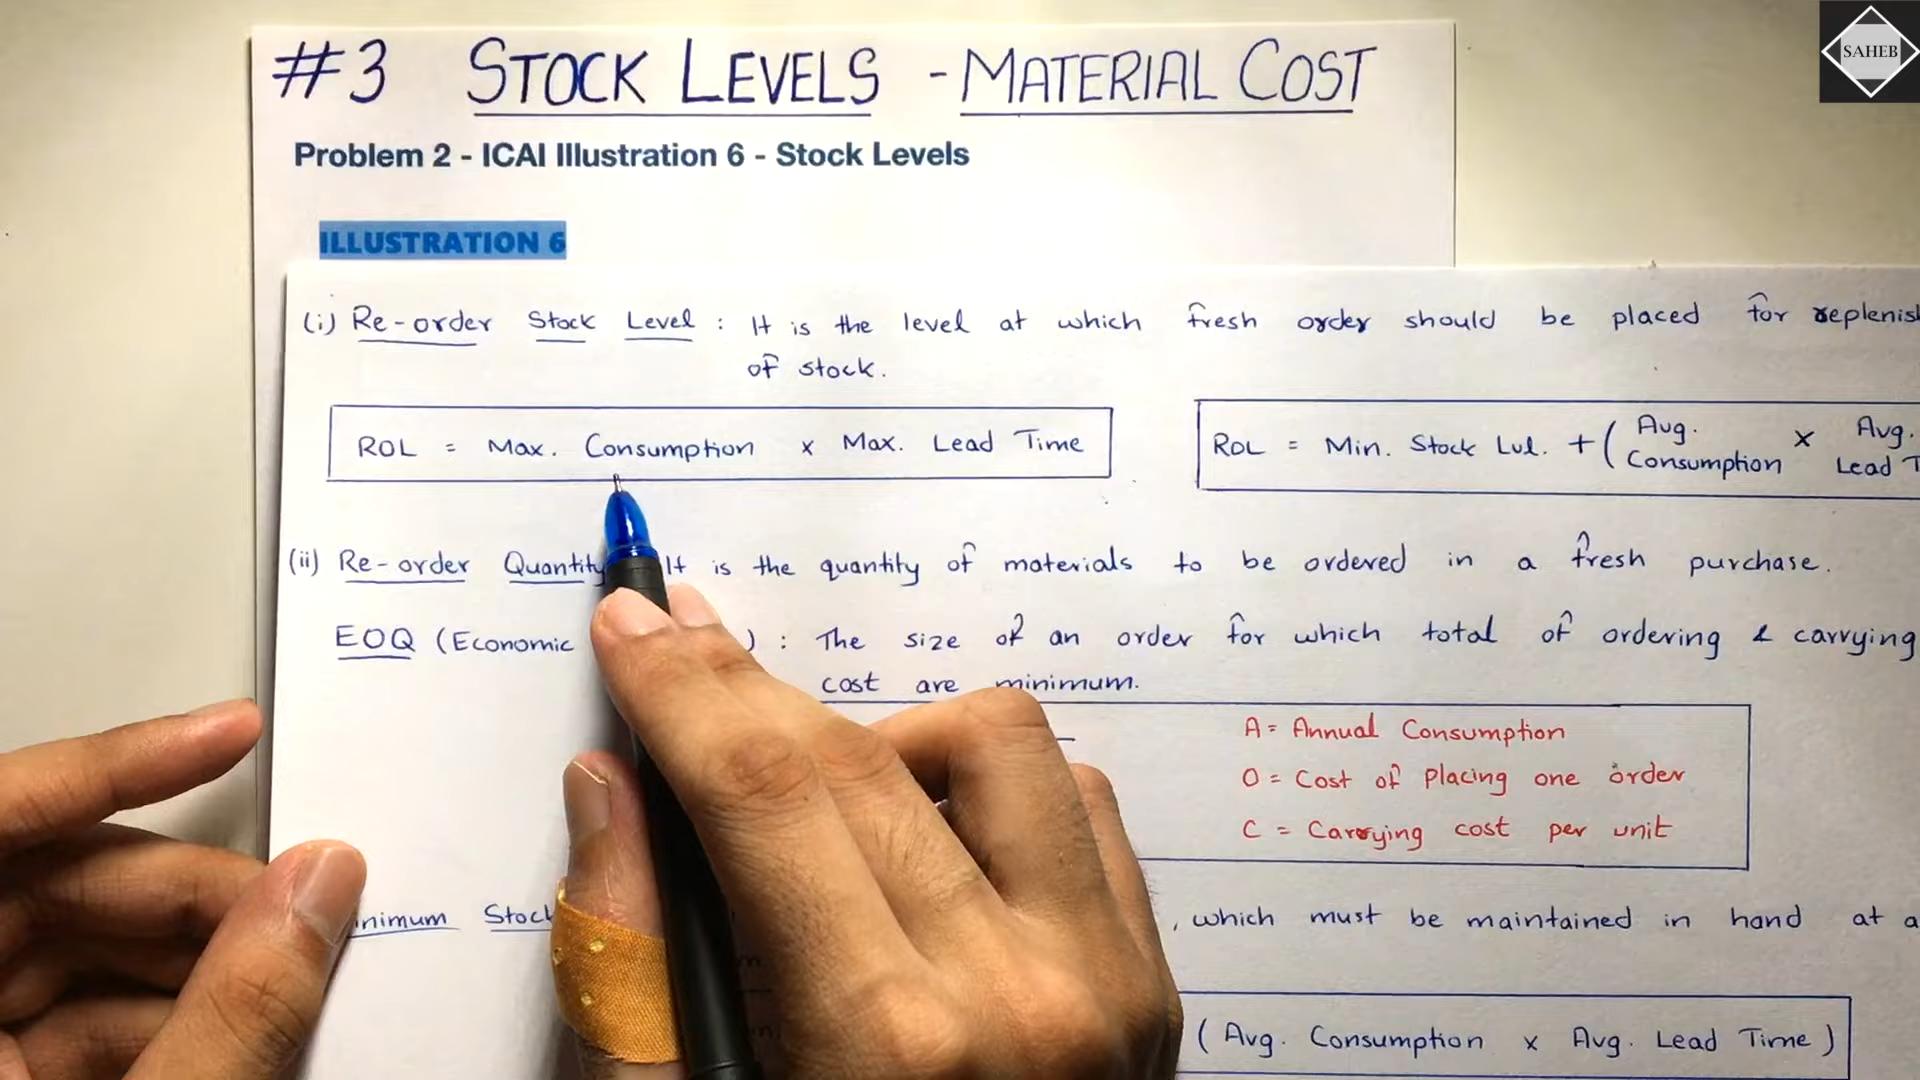 #3 STOCK LEVELS - MATERIAL COST
SAHEB
Problem 2 - ICAI Illustration 6 - Stock Levels
ILLUSTRATION 6
(i) Re-order Stock Level : It is the level at which fresh order should be placed for replenish
of stock.
ROL = Max. Consumption x Max. Lead Time
ROL = Min. Stock Lvl. + ( Avg. Consumption x Avg. Lead T
(ii) Re-order Quantity It is the quantity of materials to be ordered in a fresh purchase.
EOQ (Economic ) : The size of an order for which total of ordering & carrying
cost are minimum.
A = Annual Consumption
O = Cost of placing one order
C = Carrying cost per unit
nimum Stock , which must be maintained in hand at a
( Avg. Consumption x Avg. Lead Time )